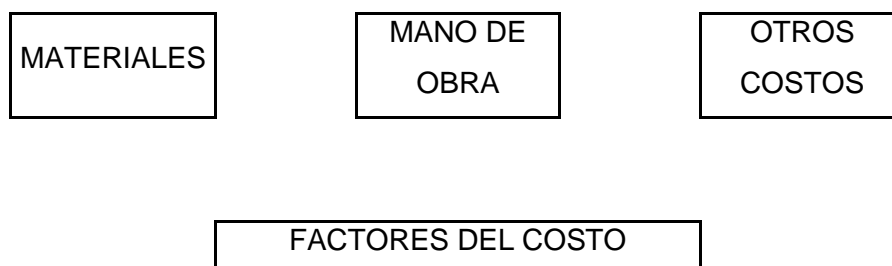 MATERIALES
MANO DE
OBRA
OTROS
COSTOS
FACTORES DEL COSTO